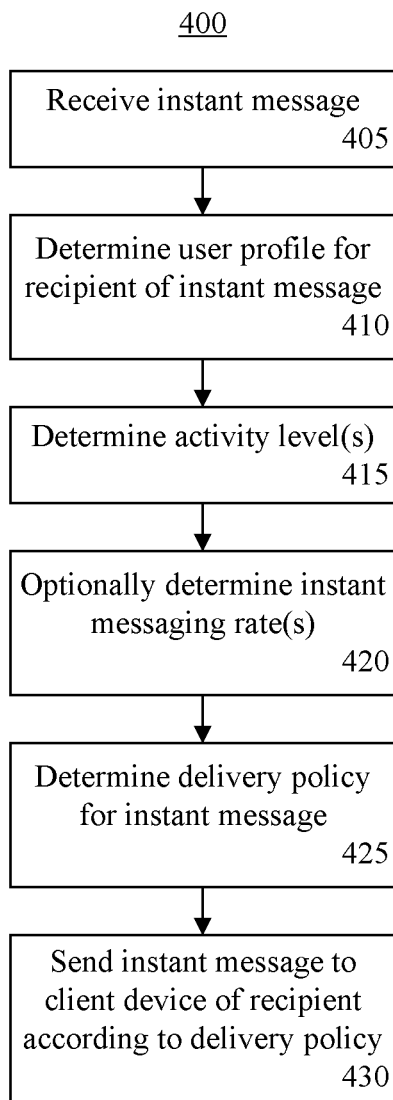 400
Receive instant message
405
Determine user profile for
recipient of instant message
410
Determine activity level(s)
415
Optionally determine instant
messaging rate(s)
420
Determine delivery policy
for instant message
425
Send instant message to
client device of recipient
according to delivery policy
430